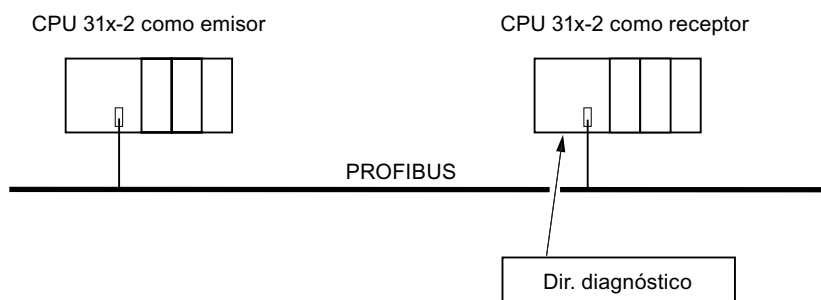 CPU 31x-2 como emisor
CPU 31x-2 como receptor
PROFIBUS
Dir. diagnóstico